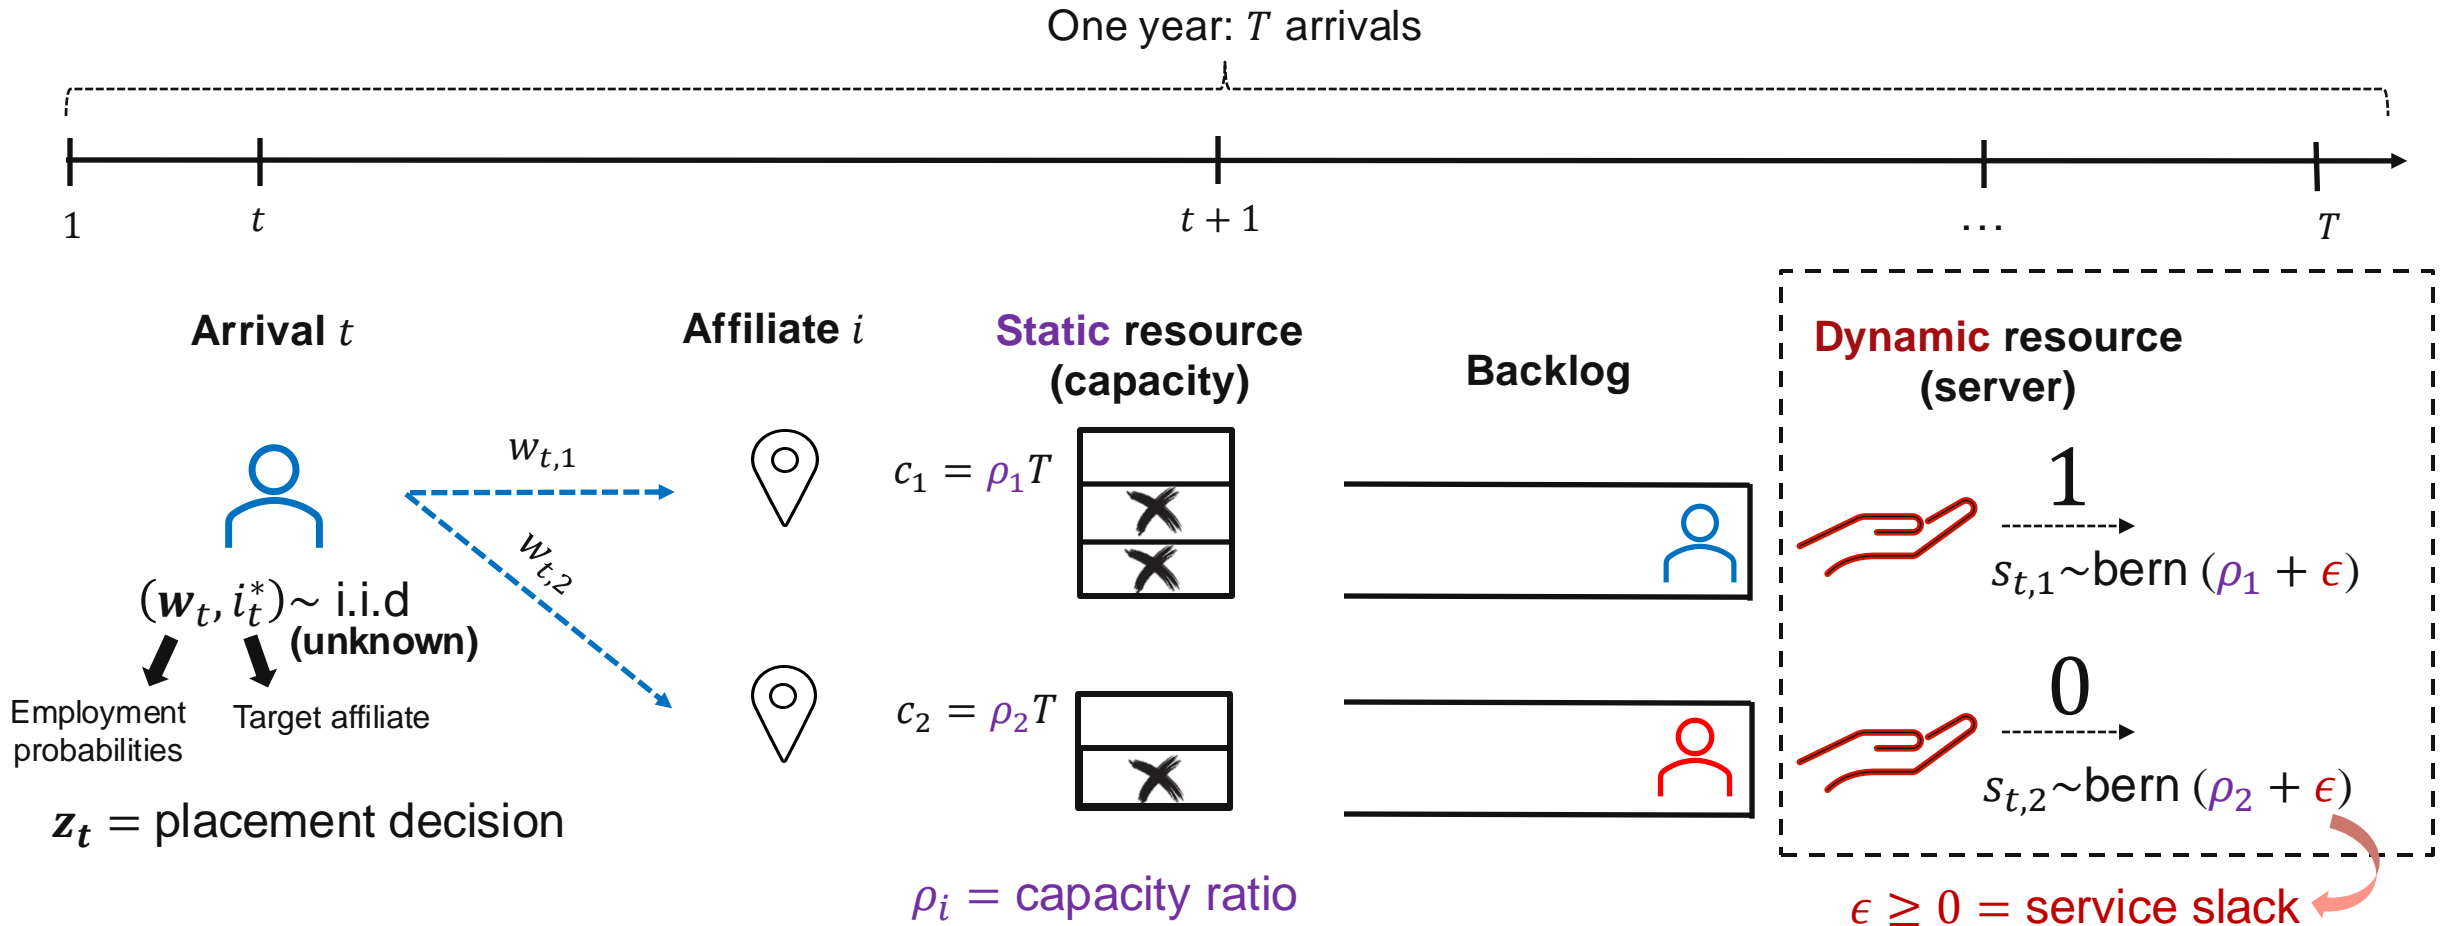 One year: T arrivals
1
t
t + 1
...
T
Arrival t
Affiliate i
Static resource
(capacity)
Backlog
Dynamic resource
(server)
w_{t,1}
w_{t,2}
c_1 = ρ_1T
c_2 = ρ_2T
1
s_{t,1}~bern (ρ_1 + ϵ)
0
s_{t,2}~bern (ρ_2 + ϵ)
(𝒘_t, i_t^*)~ i.i.d
(unknown)
Employment
probabilities
Target affiliate
𝒛_𝒕 = placement decision
ρ_i = capacity ratio
ϵ ≥ 0 = service slack